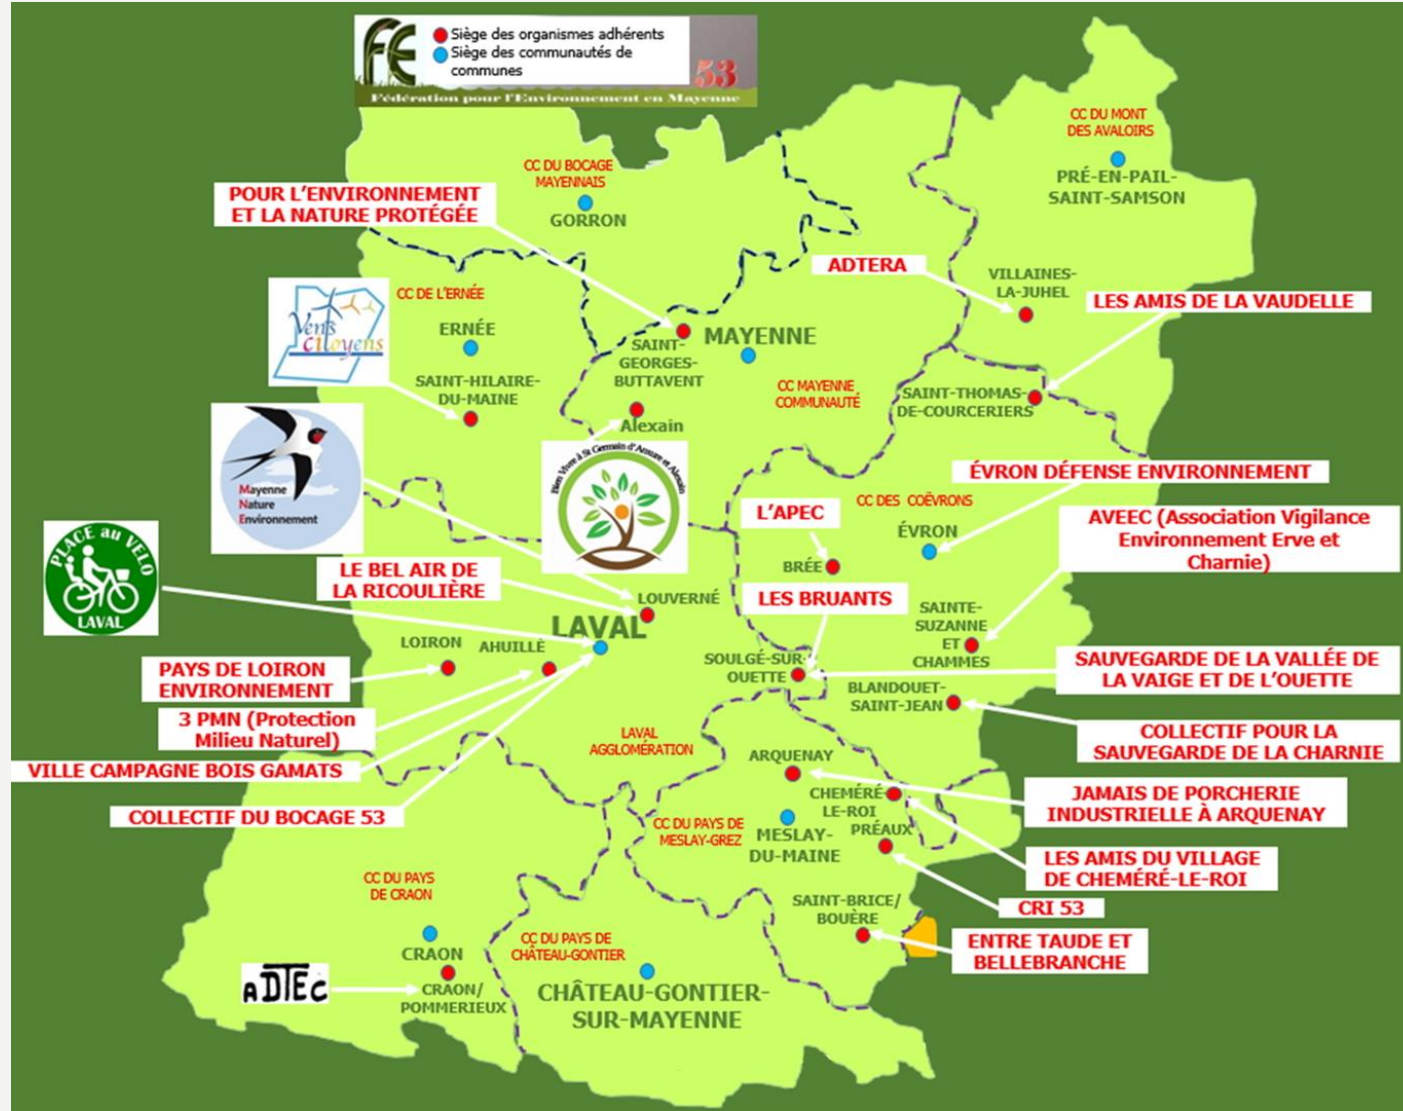 Siège des organismes adhérents
Siège des communautés de
communes
FE
53
Fédération pour l'Environnement en Mayenne
CC DU MONT
DES AVALOIRS
PRÉ-EN-PAIL-
SAINT-SAMSON
CC DU BOCAGE
MAYENNAIS
GORRON
POUR L'ENVIRONNEMENT
ET LA NATURE PROTÉGÉE
ADTERA
VILLAINES-
LA-JUHEL
LES AMIS DE LA VAUDELLE
CC DE L'ERNÉE
ERNÉE
Vents
Citoyens
SAINT-HILAIRE-
DU-MAINE
MAYENNE
SAINT-
GEORGES-
BUTTAVENT
CC MAYENNE
COMMUNAUTÉ
Alexain
SAINT-THOMAS-
DE-COURCERIERS
Mayenne
Nature
Environnement
Bien Vivre à St Germain d'Anxure et Alexain
ÉVRON DÉFENSE ENVIRONNEMENT
CC DES COËVRONS
ÉVRON
L'APEC
BRÉE
AVEEC (Association Vigilance
Environnement Erve et
Charnie)
PLACE au VELO
LAVAL
LE BEL AIR DE
LA RICOULIÈRE
LOUVERNÉ
LAVAL
LES BRUANTS
SAINTE-
SUZANNE
ET
CHAMMES
LOIRON
AHUILLÈ
SOULGÉ-SUR-
OUETTE
PAYS DE LOIRON
ENVIRONNEMENT
SAUVEGARDE DE LA VALLÉE DE
LA VAIGE ET DE L'OUETTE
BLANDOUET-
SAINT-JEAN
3 PMN (Protection
Milieu Naturel)
LAVAL
AGGLOMÉRATION
COLLECTIF POUR LA
SAUVEGARDE DE LA CHARNIE
VILLE CAMPAGNE BOIS GAMATS
ARQUENAY
COLLECTIF DU BOCAGE 53
CHEMÉRÉ-
LE-ROI
JAMAIS DE PORCHERIE
INDUSTRIELLE À ARQUENAY
CC DU PAYS DE
MESLAY-GREZ
MESLAY-
DU-MAINE
PRÉAUX
LES AMIS DU VILLAGE
DE CHEMÉRÉ-LE-ROI
CC DU PAYS
DE CRAON
CRI 53
SAINT-BRICE/
BOUÈRE
CRAON
CC DU PAYS DE
CHÂTEAU-GONTIER
ENTRE TAUDE ET
BELLEBRANCHE
ADTEC
CRAON/
POMMERIEUX
CHÂTEAU-GONTIER-
SUR-MAYENNE